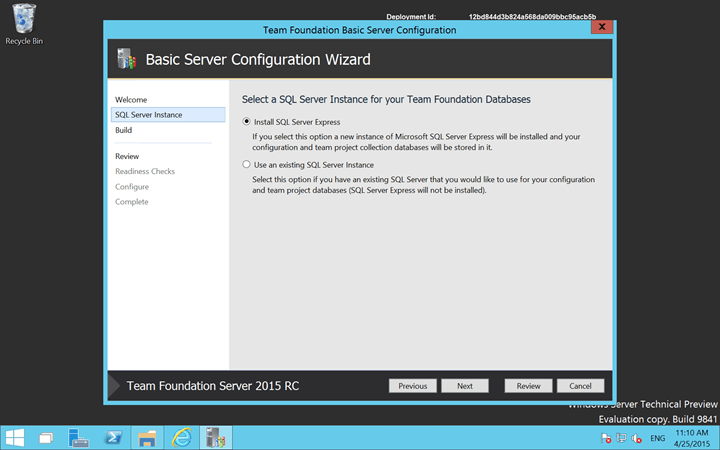 Deployment Id: 12bd844d3b824a568da009bbc95acb5b
Recycle Bin
Team Foundation Basic Server Configuration
Basic Server Configuration Wizard
Welcome
SQL Server Instance
Build
Review
Readiness Checks
Configure
Complete
Select a SQL Server Instance for your Team Foundation Databases
Install SQL Server Express
If you select this option a new instance of Microsoft SQL Server Express will be installed and your
configuration and team project collection databases will be stored in it.
Use an existing SQL Server Instance
Select this option if you have an existing SQL Server that you would like to use for your configuration
and team project databases (SQL Server Express will not be installed).
Team Foundation Server 2015 RC
Previous
Next
Review
Cancel
Windows Server Technical Preview
Evaluation copy. Build 9841
ENG
11:10 AM
4/25/2015